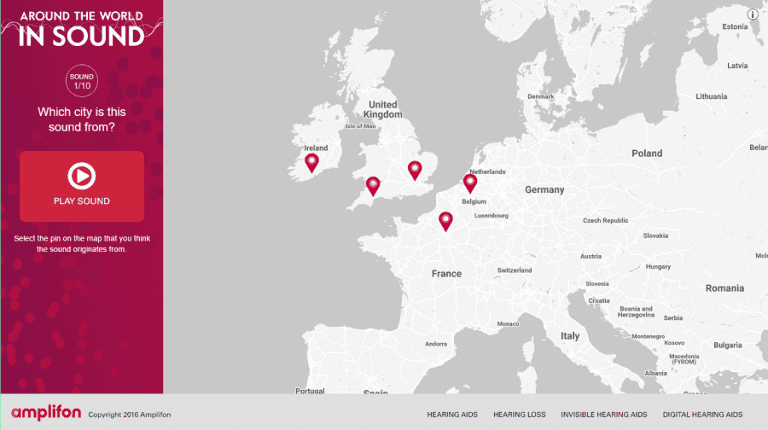 AROUND THE WORLD
IN SOUND
SOUND
1/10
Which city is this
sound from?
PLAY SOUND
Select the pin on the map that you think
the sound originates from.
i
Estonia
Latvia
Denmark
Lithuania
United
Kingdom
Isle of Man
Ireland
Belar
Poland
Netherlands
Germany
Belgium
Luxembourg
Czech Republic
Slovakia
Austria
Mol
France
Switzerland
Hungary
Slovenia
Romania
Croatia
Bosnia and
Herzegovina
Serbia
Monaco
Italy
Montenegro
Kosovo
Bulgaria
Andorra
Macedonia
(FYROM)
Albania
Portugal
Spain
Greece
amplifon
Copyright 2016 Amplifon
HEARING AIDS
HEARING LOSS
INVISIBLE HEARING AIDS
DIGITAL HEARING AIDS